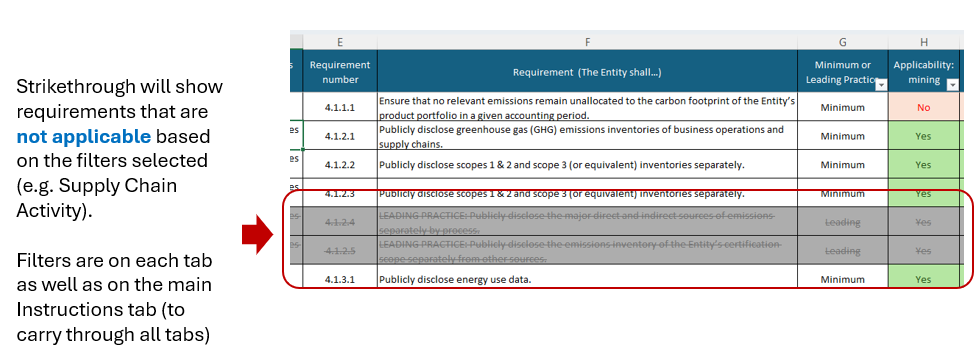 Strikethrough will show
requirements that are
not applicable based
on the filters selected
(e.g. Supply Chain
Activity).
Filters are on each tab
as well as on the main
Instructions tab (to
carry through all tabs)
E F G H
s Requirement number Requirement (The Entity shall...) Minimum or Leading Practice Applicability: mining
4.1.1.1 Ensure that no relevant emissions remain unallocated to the carbon footprint of the Entity's
product portfolio in a given accounting period. Minimum No
es 4.1.2.1 Publicly disclose greenhouse gas (GHG) emissions inventories of business operations and
supply chains. Minimum Yes
es 4.1.2.2 Publicly disclose scopes 1 & 2 and scope 3 (or equivalent) inventories separately. Minimum Yes
es 4.1.2.3 Publicly disclose scopes 1 & 2 and scope 3 (or equivalent) inventories separately. Minimum Yes
es 4.1.2.4 LEADING PRACTICE: Publicly disclose the major direct and indirect sources of emissions
separately by process. Leading Yes
es 4.1.2.5 LEADING PRACTICE: Publicly disclose the emissions inventory of the Entity's certification
scope separately from other sources. Leading Yes
4.1.3.1 Publicly disclose energy use data. Minimum Yes